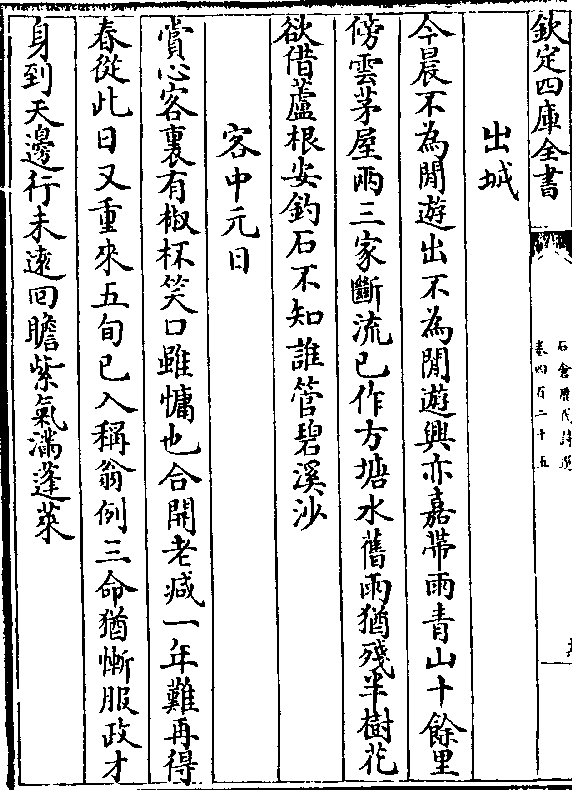 欽定四庫全書
石倉歷代詩選
卷四百二十五
出城
今晨不為閒遊出不為閒遊興亦嘉帶雨青山十餘里
傍雲茅屋兩三家斷流已作方塘水舊雨猶殘半樹花
欲借蘆根安釣石不知誰管碧溪沙
客中元日
賞心客裏有椒杯笑口雖慵也合開老減一年難再得
春從此日又重來五旬已入稱翁例三命猶慚服政才
身到天邊行未遠回瞻紫氣滿蓬萊